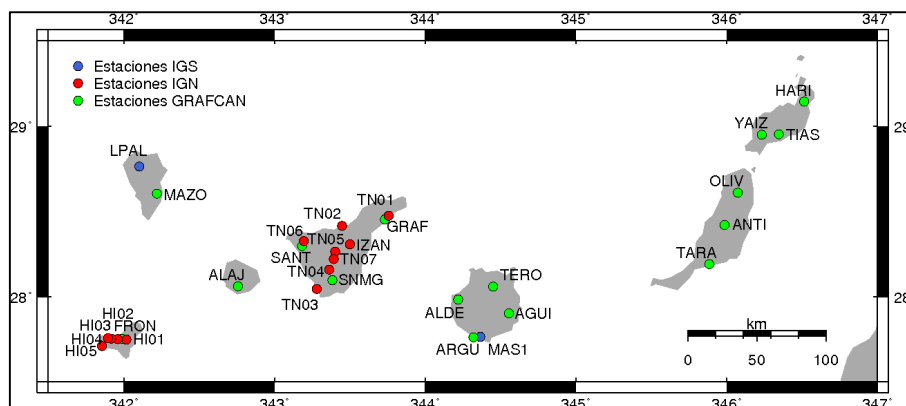 342˚ 343˚ 344˚ 345˚ 346˚ 347˚
Estaciones IGS
Estaciones IGN
Estaciones GRAFCAN
HARI
29˚ 29˚
YAIZ TIAS
LPAL
MAZO
OLIV
TN01
TN02 GRAF
TN06 TN05 IZAN
ANTI
SANT TN07
TARA
TN04 SNMG
ALAJ
TERO
TN03
28˚ 28˚
ALDE AGUI
HI02
HI03 FRON
HI04 HI01
HI05
ARGU MAS1
km
0 50 100
342˚ 343˚ 344˚ 345˚ 346˚ 347˚